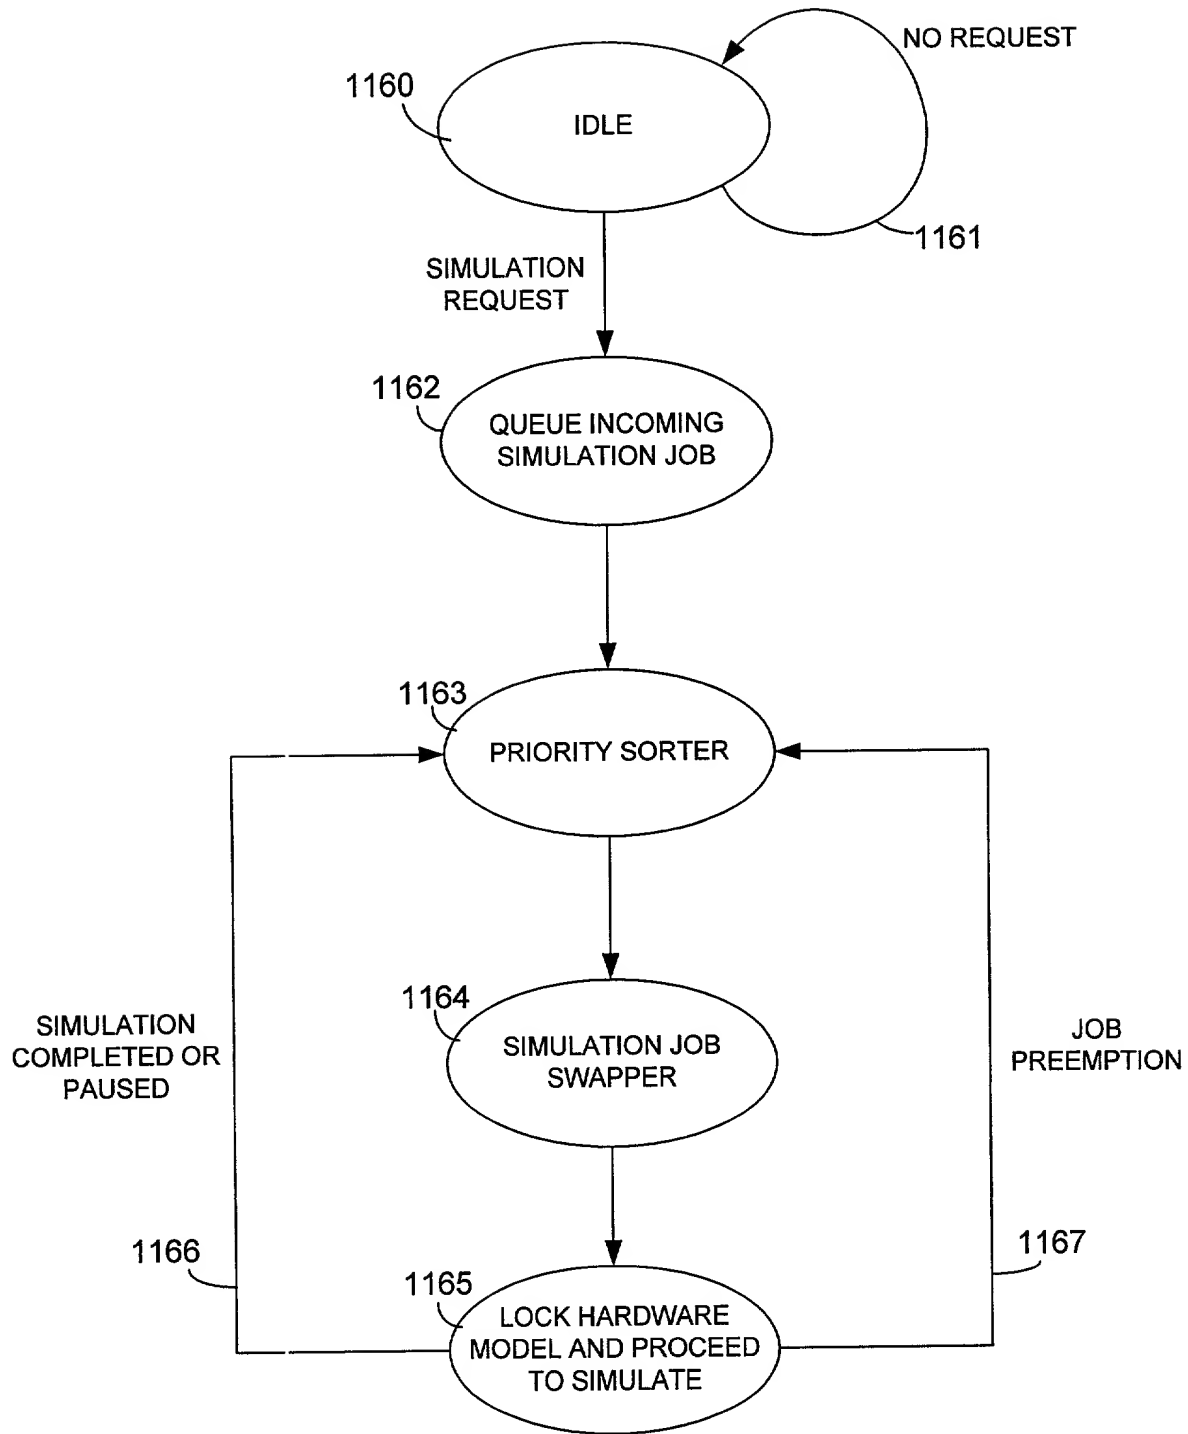 NO REQUEST
1160
IDLE
1161
SIMULATION
REQUEST
1162
QUEUE INCOMING
SIMULATION JOB
1163
PRIORITY SORTER
1164
SIMULATION JOB
SWAPPER
SIMULATION
COMPLETED OR
PAUSED
JOB
PREEMPTION
1166
1167
1165
LOCK HARDWARE
MODEL AND PROCEED
TO SIMULATE